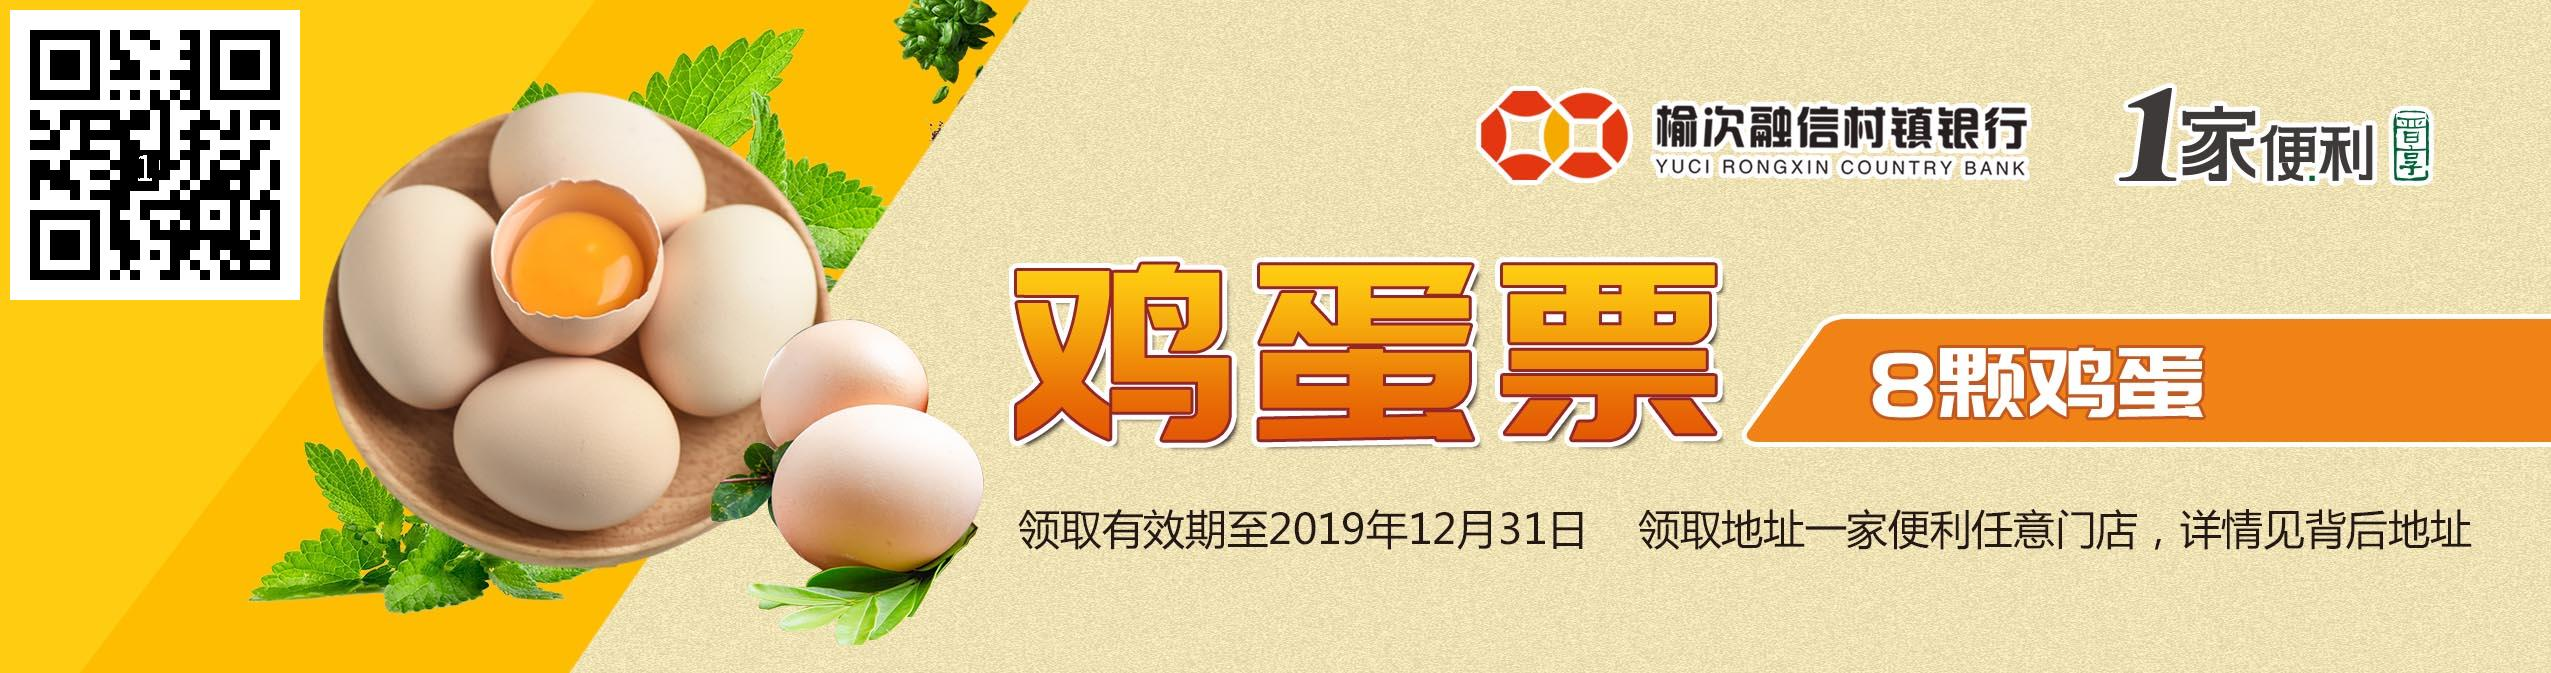 榆次融信村镇银行
YUCI RONGXIN COUNTRY BANK
1家便利 晋享
鸡蛋票
8颗鸡蛋
领取有效期至2019年12月31日 领取地址一家便利任意门店，详情见背后地址
1